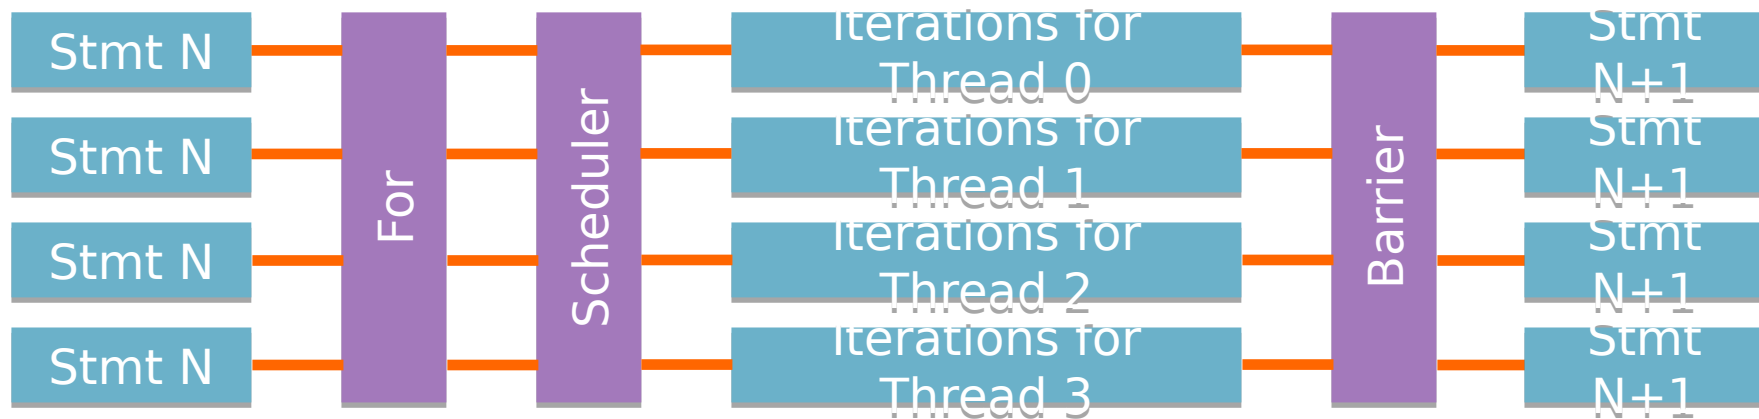 Stmt N
Stmt N
Stmt N
Stmt N
For
Scheduler
Iterations for
Thread 0
Iterations for
Thread 1
Iterations for
Thread 2
Iterations for
Thread 3
Barrier
Stmt
N+1
Stmt
N+1
Stmt
N+1
Stmt
N+1